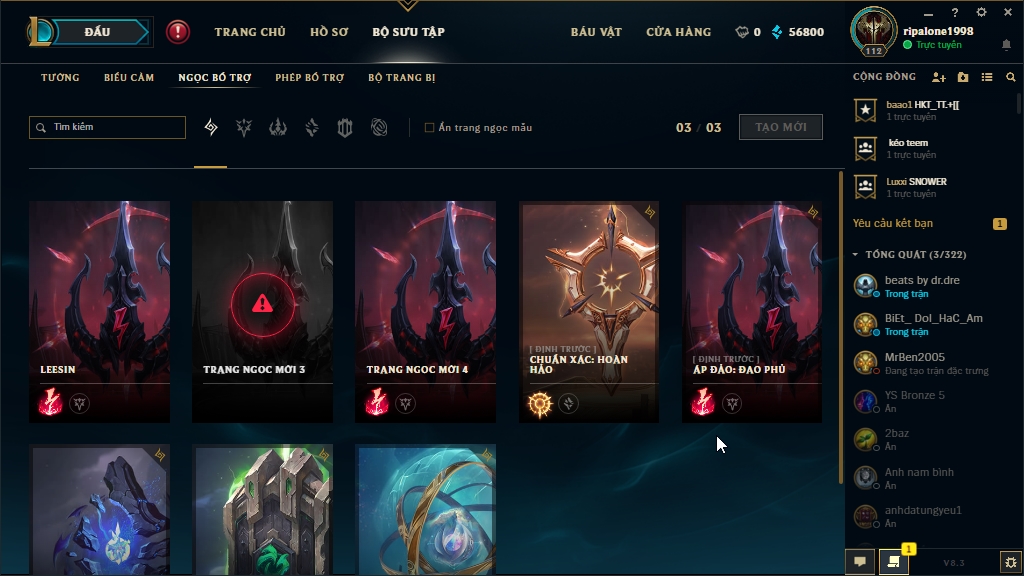 ĐẤU
TRANG CHỦ
HỒ SƠ
BỘ SƯU TẬP
BÁU VẬT
CỬA HÀNG
0
56800
112
ripalone1998
Trực tuyến
TƯỚNG
BIỂU CẢM
NGỌC BỔ TRỢ
PHÉP BỔ TRỢ
BỘ TRANG BỊ
Tìm kiếm
Ẩn trang ngọc mẫu
03 / 03
TẠO MỚI
LEESIN
TRANG NGOC MỚI 3
TRANG NGOC MỚI 4
[ ĐỊNH TRƯỚC ]
CHUẨN XÁC: HOÀN
HẢO
[ ĐỊNH TRƯỚC ]
ÁP ĐẢO: ĐAO PHỦ
CỘNG ĐỒNG
baao1 HKT_TT.+[[
1 trực tuyến
kéo teem
1 trực tuyến
Luxxi SNOWER
1 trực tuyến
Yêu cầu kết bạn
1
TỔNG QUÁT (3/322)
beats by dr.dre
Trong trận
BiEt_ Dol_HaC_Am
Trong trận
MrBen2005
Đang tạo trận đặc trưng
YS Bronze 5
Ẩn
2baz
Ẩn
Anh nam bình
Ẩn
anhdatungyeu1
Ẩn
1
V8.3